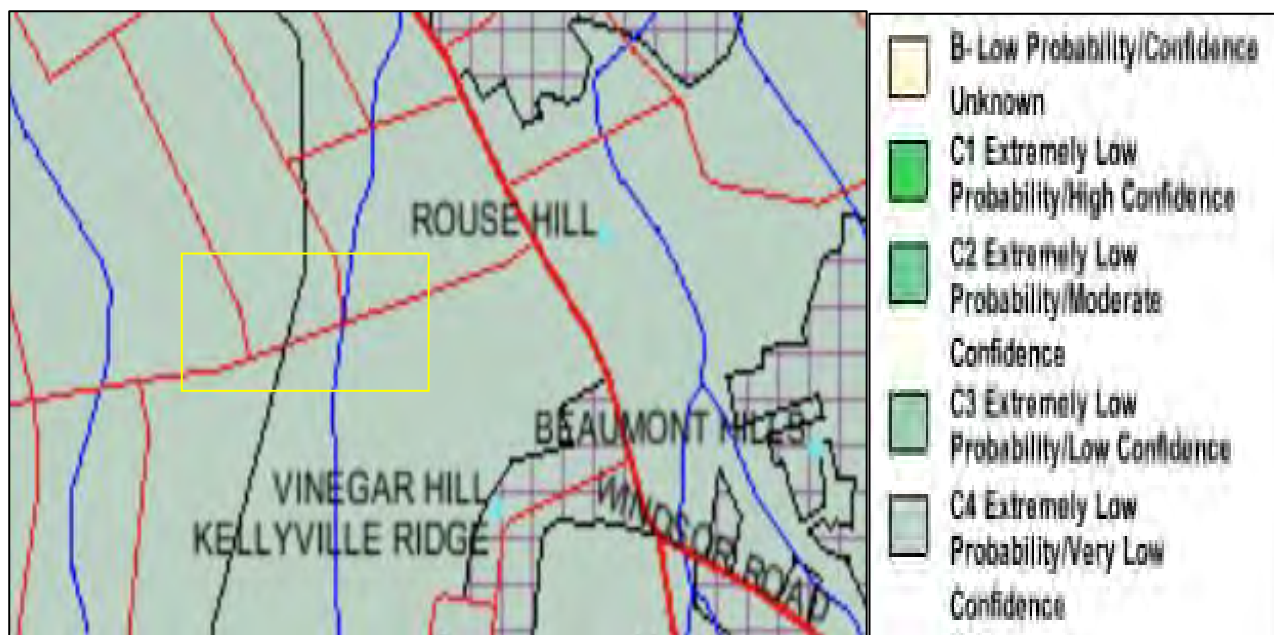 ROUSE HILL
BEAUMONT HILLS
VINEGAR HILL
KELLYVILLE RIDGE
WINDSOR ROAD
B- Low Probability/Confidence
Unknown
C1 Extremely Low
Probability/High Confidence
C2 Extremely Low
Probability/Moderate
Confidence
C3 Extremely Low
Probability/Low Confidence
C4 Extremely Low
Probability/Very Low
Confidence